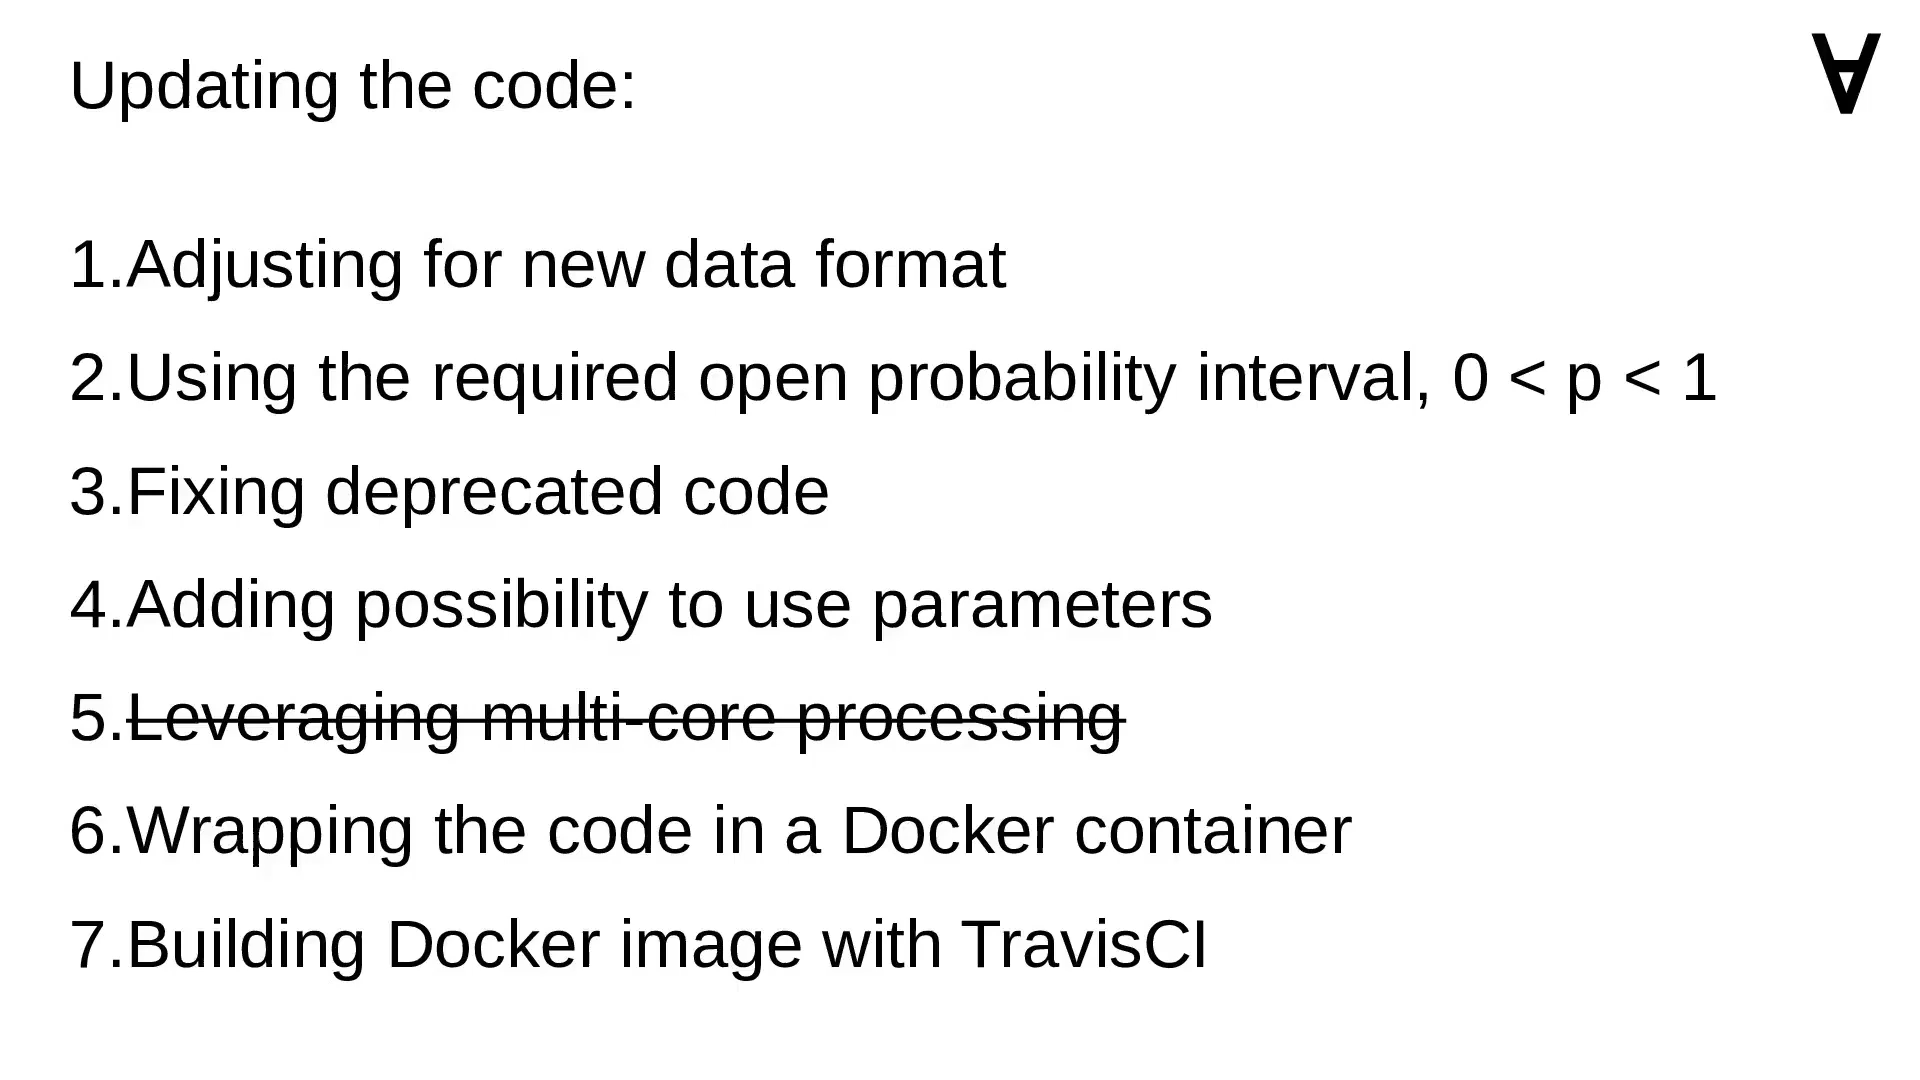 Updating the code:
∀
1.Adjusting for new data format
2.Using the required open probability interval, 0 < p < 1
3.Fixing deprecated code
4.Adding possibility to use parameters
5.Leveraging multi-core processing
6.Wrapping the code in a Docker container
7.Building Docker image with TravisCI